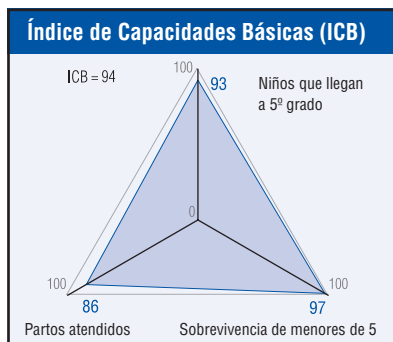 Índice de Capacidades Básicas (ICB)
ICB = 94
100
93
Niños que llegan
a 5º grado
0
100
86
100
97
Partos atendidos
Sobrevivencia de menores de 5